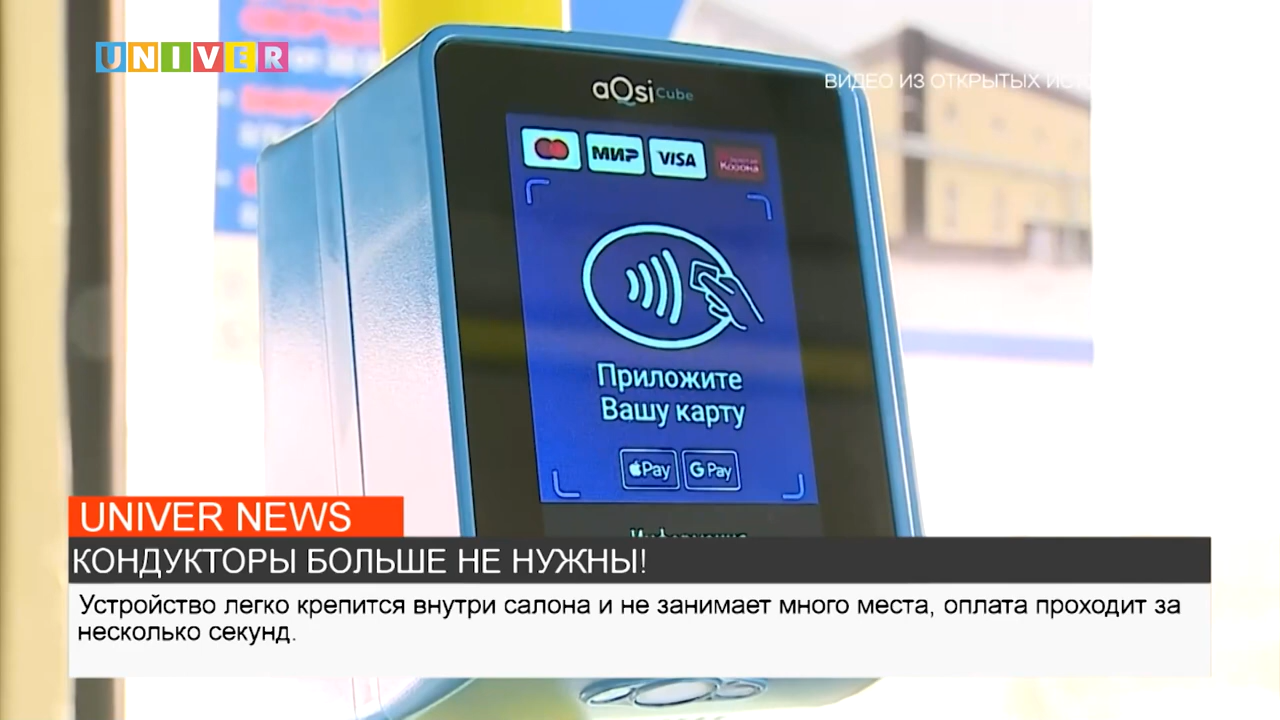 UNIVER
ВИДЕО ИЗ ОТКРЫТЫХ
aQsi Cube
МИР
VISA
Корона
Приложите
Вашу карту
Pay
G Pay
UNIVER NEWS
КОНДУКТОРЫ БОЛЬШЕ НЕ НУЖНЫ!
Устройство легко крепится внутри салона и не занимает много места, оплата проходит за
несколько секунд.